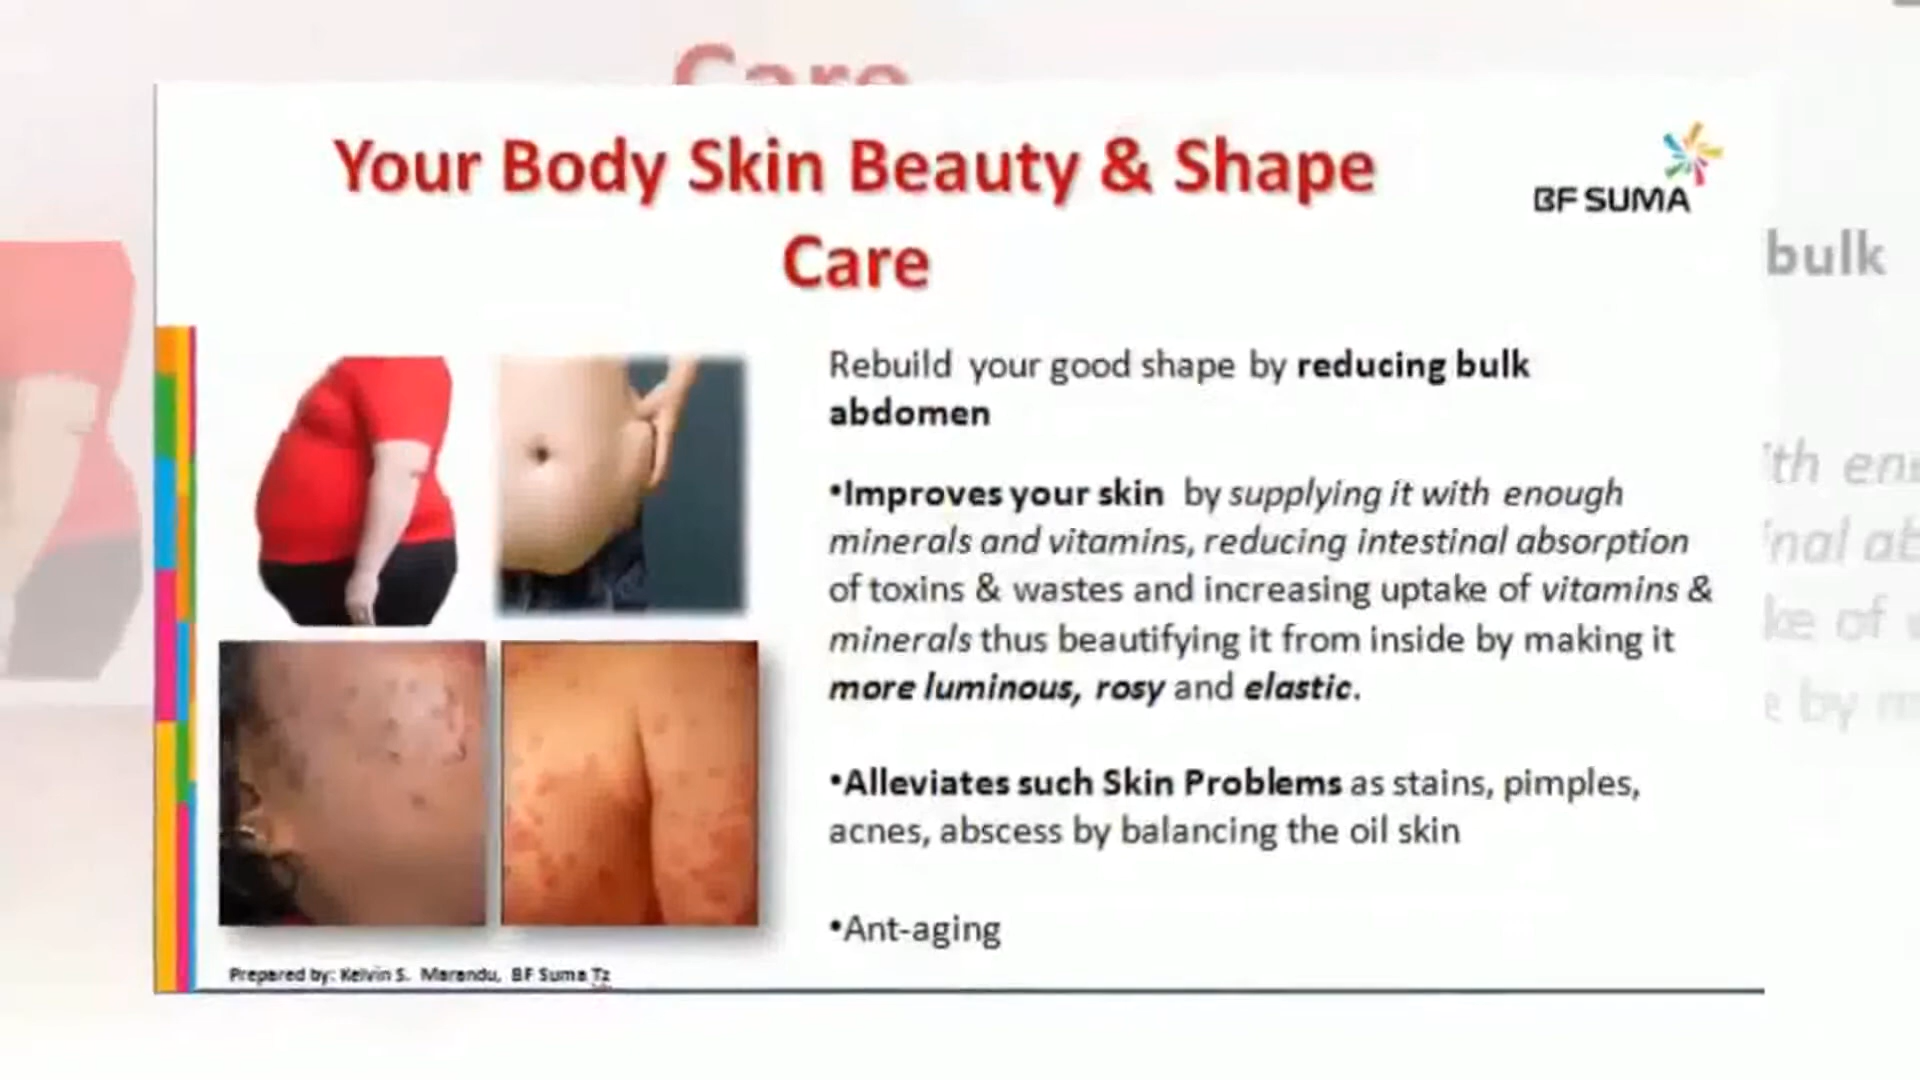 Care
Your Body Skin Beauty & Shape
Care
BF SUMA
bulk
Rebuild your good shape by reducing bulk
abdomen
•Improves your skin by supplying it with enough
minerals and vitamins, reducing intestinal absorption
of toxins & wastes and increasing uptake of vitamins &
minerals thus beautifying it from inside by making it
more luminous, rosy and elastic.
•Alleviates such Skin Problems as stains, pimples,
acnes, abscess by balancing the oil skin
•Ant-aging
Prepared by: Kelvin S. Marandu, BF Suma Tz